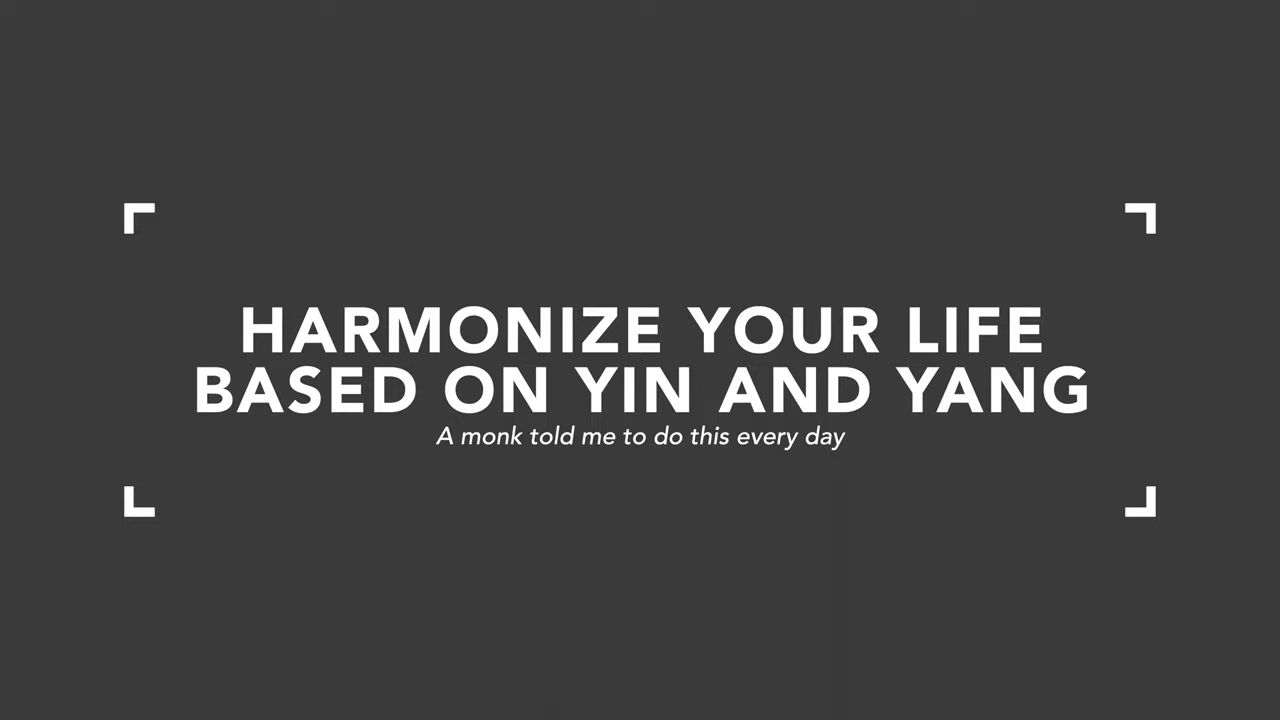 HARMONIZE YOUR LIFE
BASED ON YIN AND YANG
A monk told me to do this every day